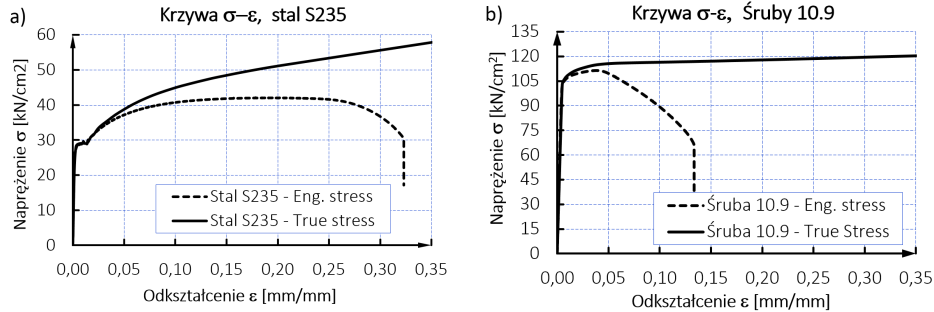 a)
Krzywa σ–ε, stal S235
Naprężenie σ [kN/cm2]
60
50
40
30
20
10
0
Stal S235 - Eng. stress
Stal S235 - True stress
0,00 0,05 0,10 0,15 0,20 0,25 0,30 0,35
Odkształcenie ε [mm/mm]
b)
Krzywa σ-ε, Śruby 10.9
Naprężenie σ [kN/cm²]
135
120
105
90
75
60
45
30
15
0
Śruba 10.9 - Eng. stress
Śruba 10.9 - True Stress
0,00 0,05 0,10 0,15 0,20 0,25 0,30 0,35
Odkształcenie ε [mm/mm]